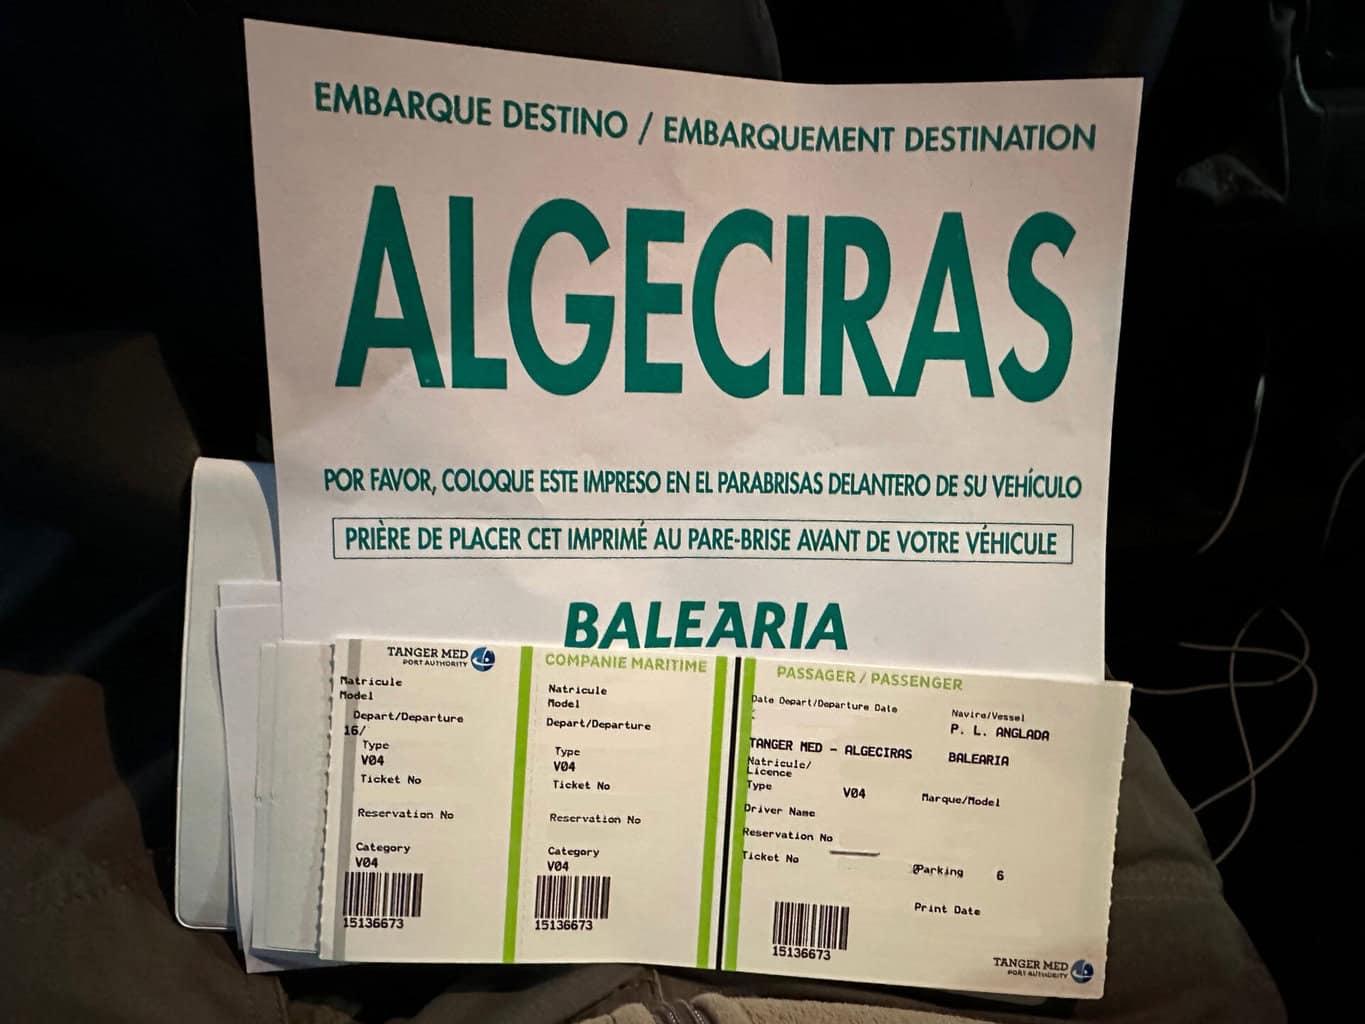 EMBARQUE DESTINO / EMBARQUEMENT DESTINATION
ALGECIRAS
POR FAVOR, COLOQUE ESTE IMPRESO EN EL PARABRISAS DELANTERO DE SU VEHÍCULO
PRIÈRE DE PLACER CET IMPRIMÉ AU PARE-BRISE AVANT DE VOTRE VÉHICULE
BALEARIA
TANGER MED
PORT AUTHORITY
Matricule
Model
Depart/Departure
16/
Type
V04
Ticket No
Reservation No
Category
V04
15136673
COMPANIE MARITIME
Natricule
Model
Depart/Departure
Type
V04
Ticket No
Reservation No
Category
V04
15136673
PASSAGER / PASSENGER
Date Depart/Departure Date
Navire/Vessel
P. L. ANGLADA
TANGER MED - ALGECIRAS
BALEARIA
Natricule/
Licence
Type
V04
Marque/Model
Driver Name
Reservation No
Ticket No
Parking 6
Print Date
15136673
TANGER MED
PORT AUTHORITY